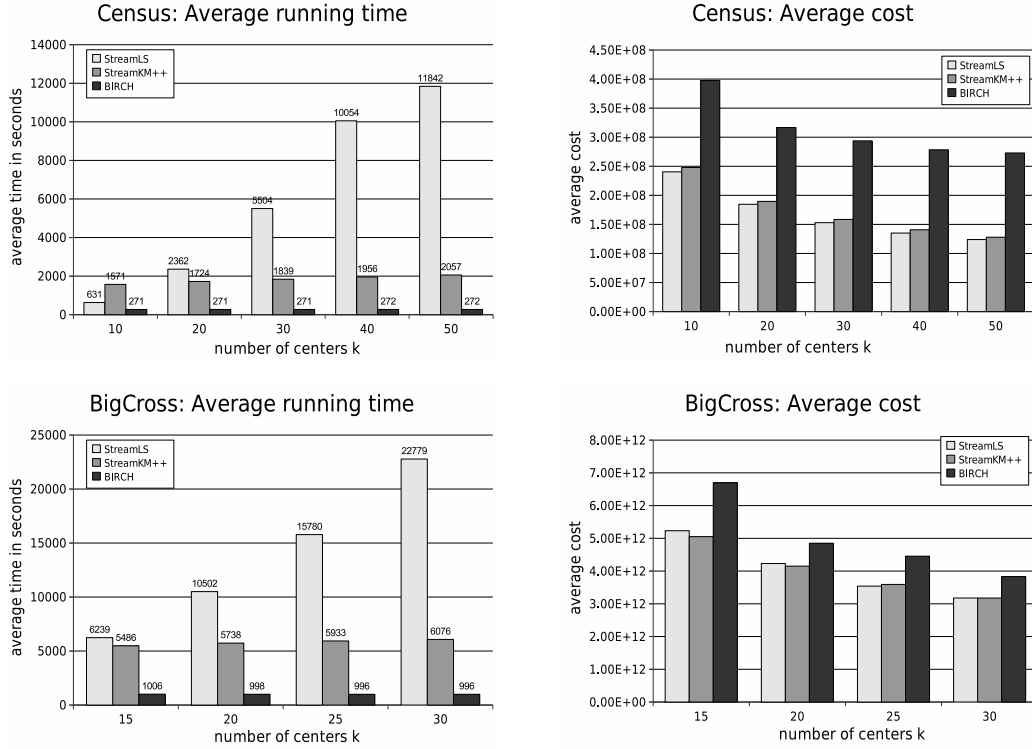 Census: Average running time
14000
12000
10000
8000
6000
4000
2000
0
average time in seconds
StreamLS
StreamKM++
BIRCH
631
1571
271
2362
1724
271
5504
1839
271
10054
1956
272
11842
2057
272
10
20
30
40
50
number of centers k
Census: Average cost
4.50E+08
4.00E+08
3.50E+08
3.00E+08
2.50E+08
2.00E+08
1.50E+08
1.00E+08
5.00E+07
0.00E+00
average cost
StreamLS
StreamKM++
BIRCH
10
20
30
40
50
number of centers k
BigCross: Average running time
25000
20000
15000
10000
5000
0
average time in seconds
StreamLS
StreamKM++
BIRCH
6239
5486
1006
10502
5738
998
15780
5933
996
22779
6076
996
15
20
25
30
number of centers k
BigCross: Average cost
8.00E+12
7.00E+12
6.00E+12
5.00E+12
4.00E+12
3.00E+12
2.00E+12
1.00E+12
0.00E+00
average cost
StreamLS
StreamKM++
BIRCH
15
20
25
30
number of centers k